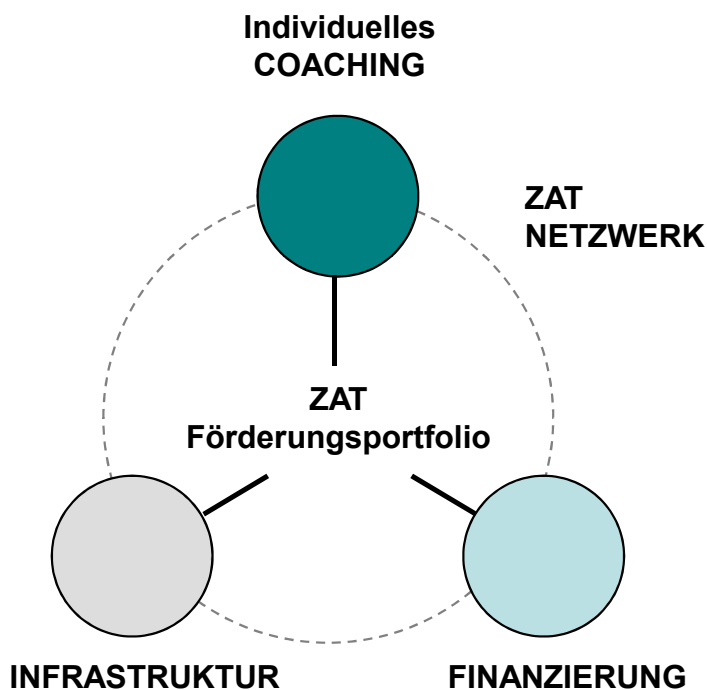 Individuelles
COACHING
ZAT
NETZWERK
ZAT
Förderungsportfolio
INFRASTRUKTUR
FINANZIERUNG